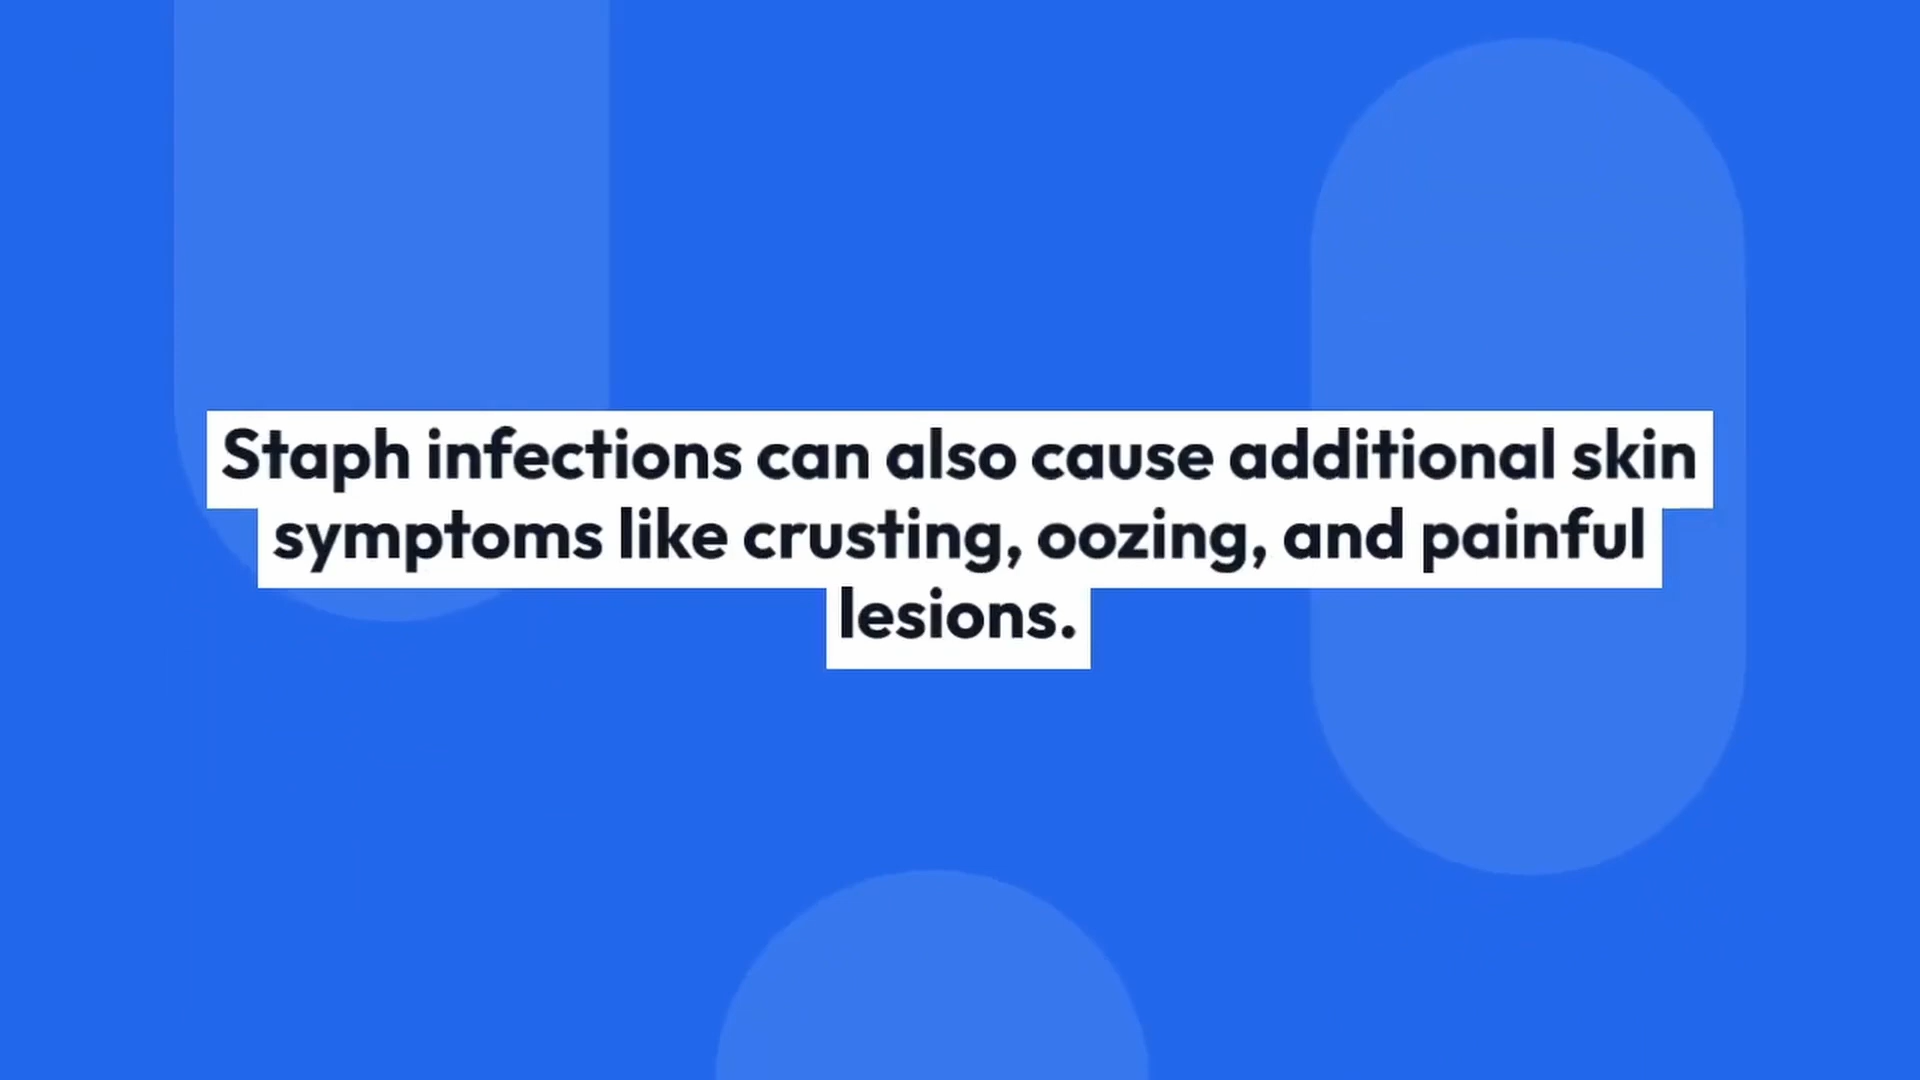 Staph infections can also cause additional skin
symptoms like crusting, oozing, and painful
lesions.